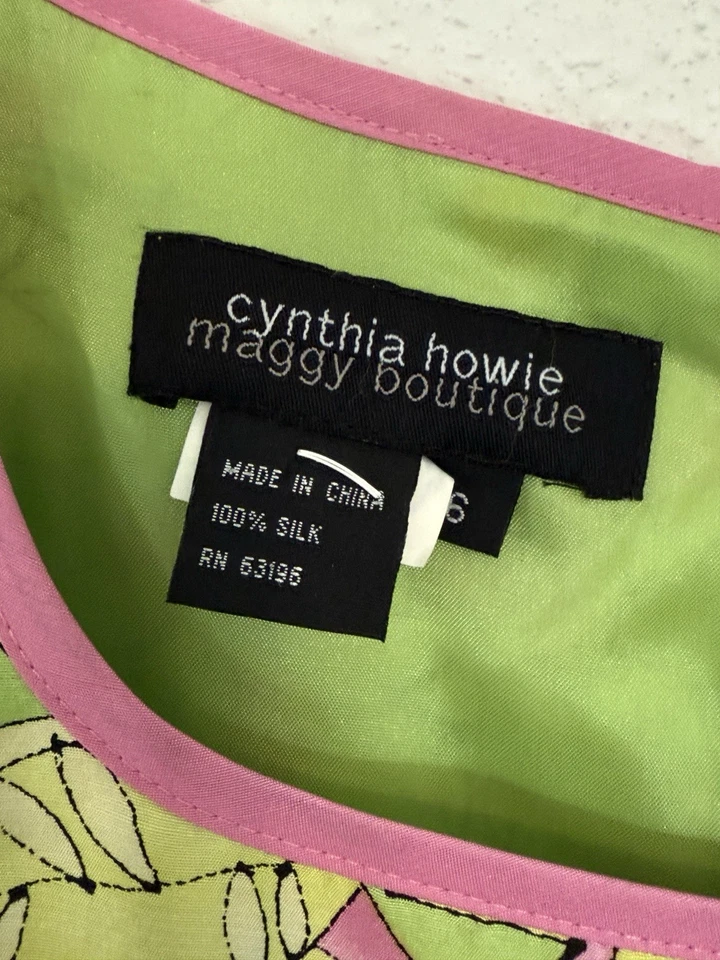 cynthia howie
maggy boutique
MADE IN CHINA
100% SILK
RN 63196
6